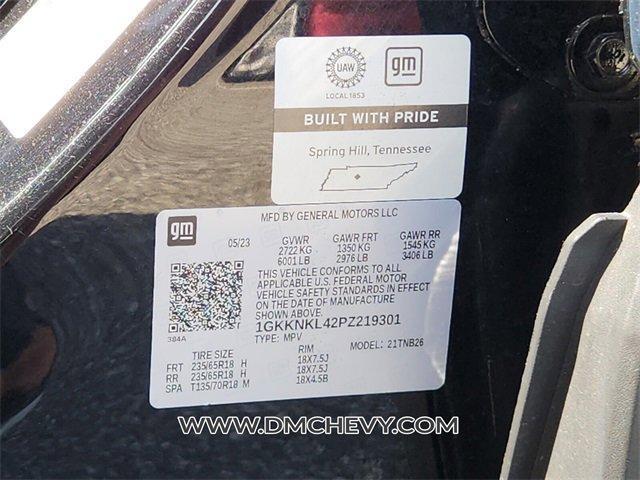 UAW
gm
LOCAL 1853
BUILT WITH PRIDE
Spring Hill, Tennessee
gm
MFD BY GENERAL MOTORS LLC
05/23 GVWR GAWR FRT GAWR RR
2722 KG 1350 KG 1545 KG
6001 LB 2976 LB 3406 LB
THIS VEHICLE CONFORMS TO ALL
APPLICABLE U.S. FEDERAL MOTOR
VEHICLE SAFETY STANDARDS IN EFFECT
ON THE DATE OF MANUFACTURE
SHOWN ABOVE.
384A
1GKKNKL42PZ219301
TYPE: MPV MODEL: 21TNB26
TIRE SIZE RIM
FRT 235/65R18 H 18X7.5J
RR 235/65R18 H 18X7.5J
SPA T135/70R18 M 18X4.5B
WWW.DMCHEVY.COM